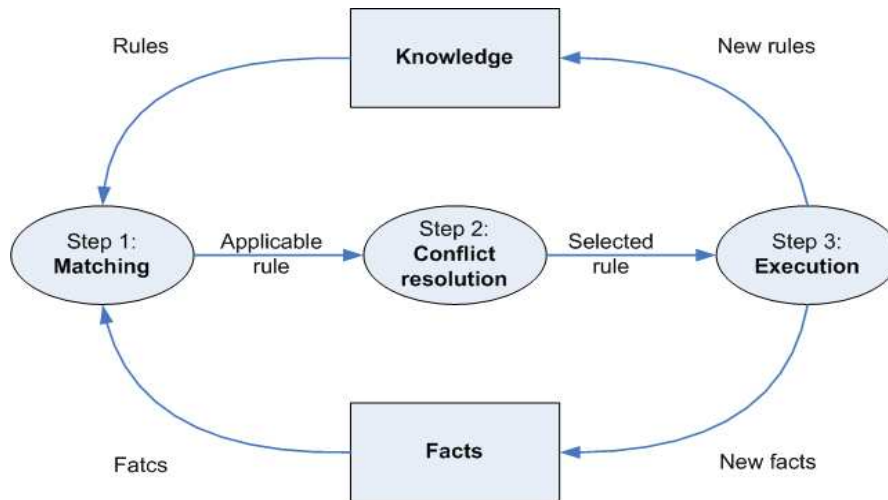 Rules
Knowledge
New rules
Step 1:
Matching
Applicable
rule
Step 2:
Conflict
resolution
Selected
rule
Step 3:
Execution
Fatcs
Facts
New facts